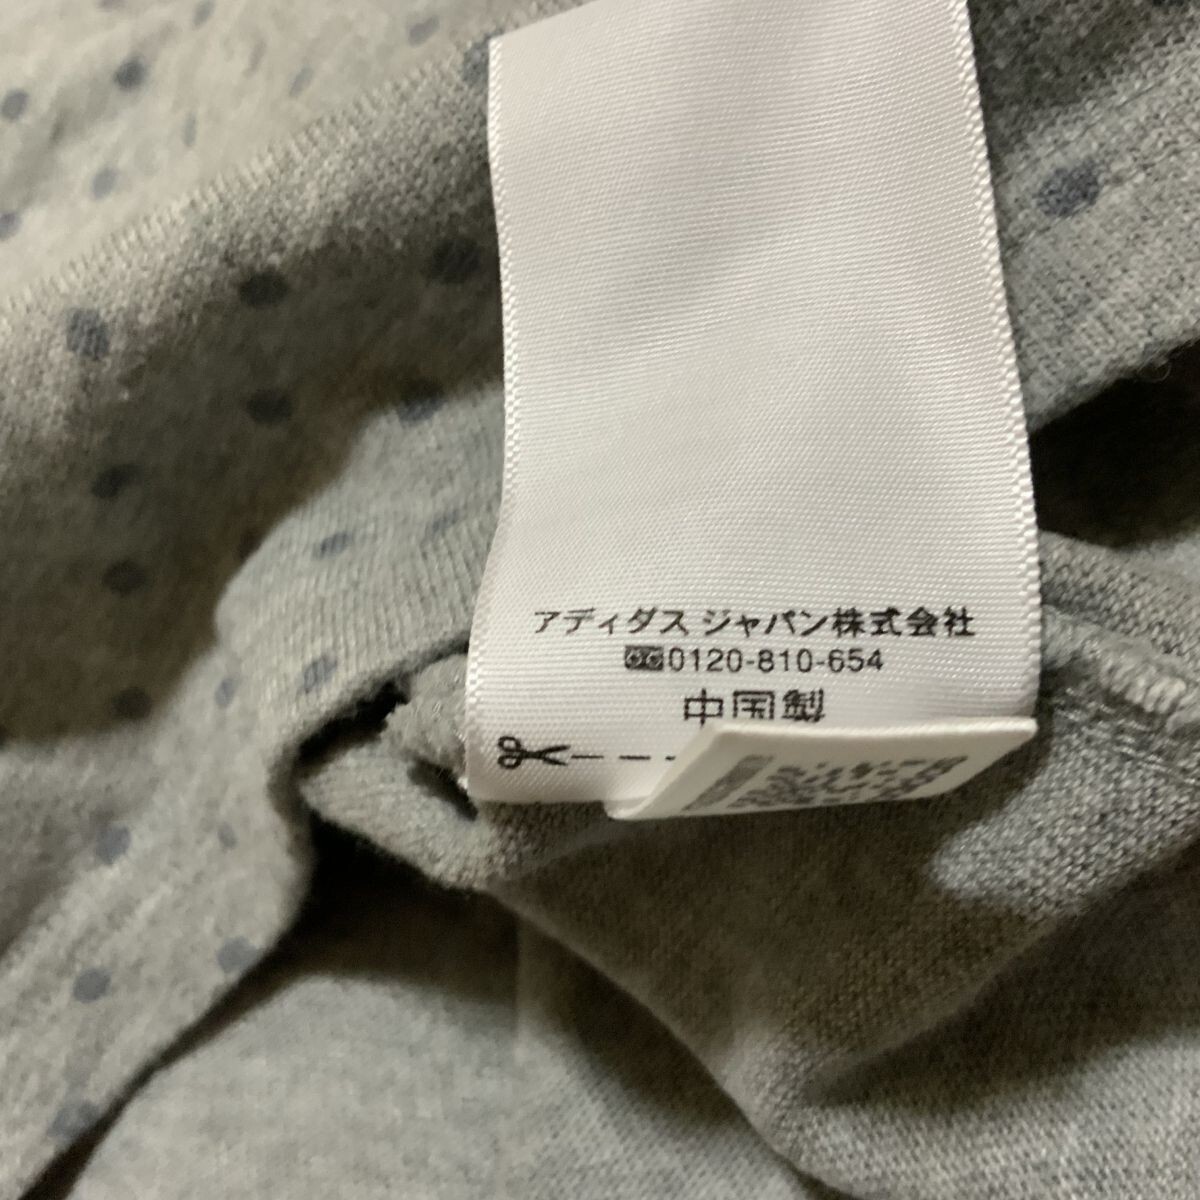 アディダス ジャパン株式会社
0120-810-654
中国製